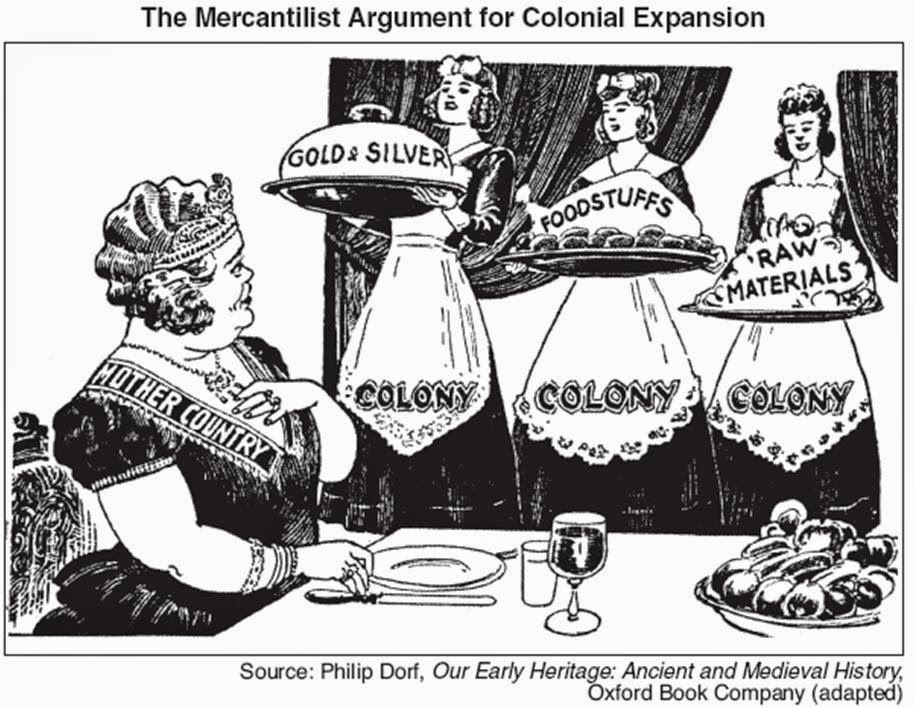 The Mercantilist Argument for Colonial Expansion
GOLD & SILVER
FOODSTUFFS
RAW
MATERIALS
MOTHER COUNTRY
COLONY
COLONY
COLONY
Source: Philip Dorf, Our Early Heritage: Ancient and Medieval History,
Oxford Book Company (adapted)